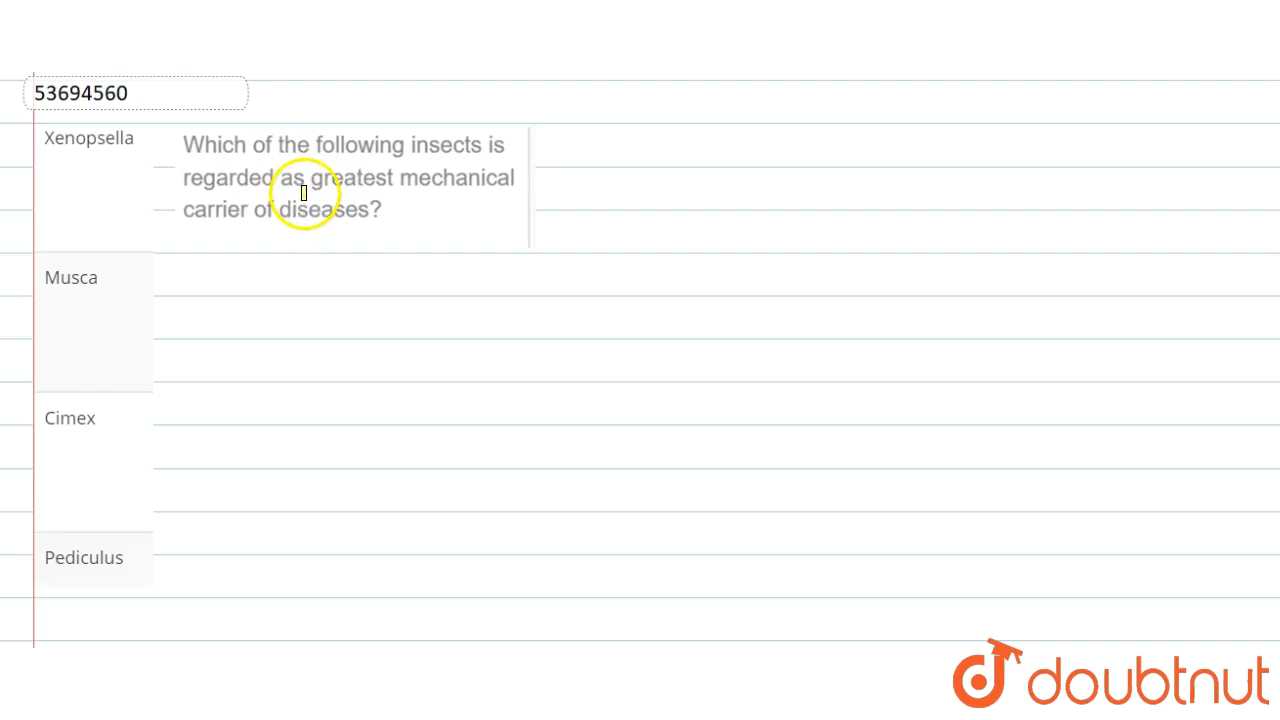 53694560
Xenopsella
Which of the following insects is
regarded as greatest mechanical
carrier of diseases?
Musca
Cimex
Pediculus
doubtnut